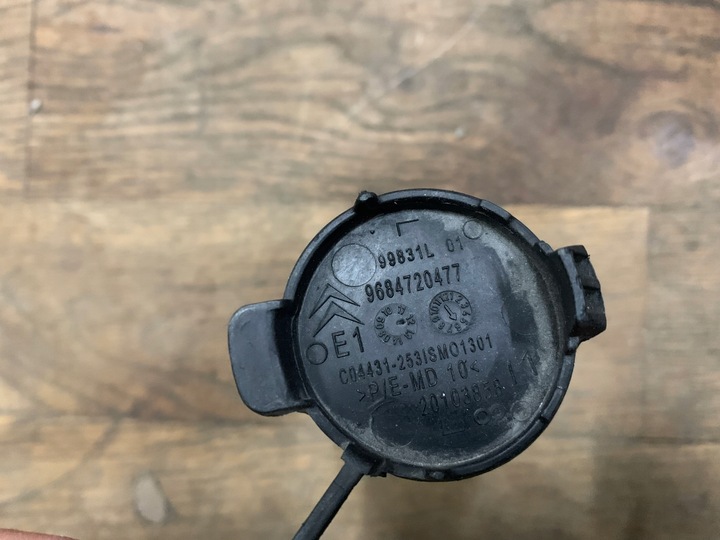 L
99831L 01
9684720477
E1
C04431-253ISMO1301
>P/E-MD 10<